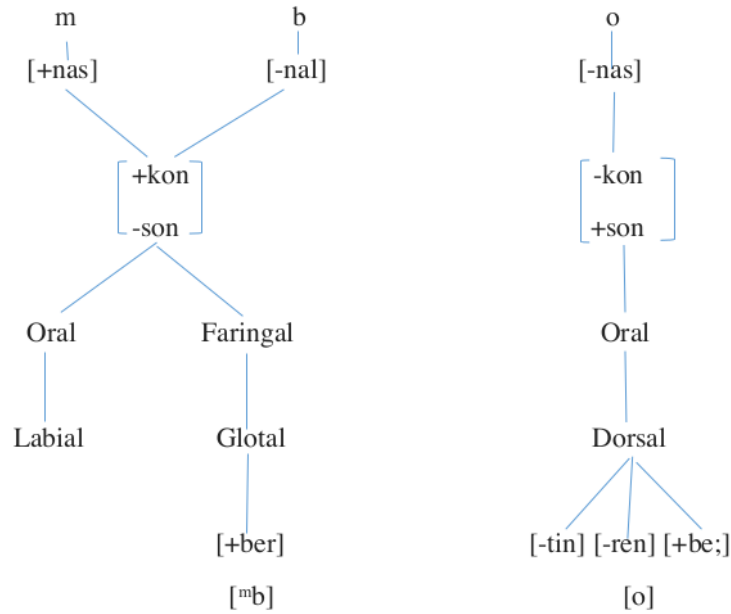 m b o
[+nas] [-nal] [-nas]
+kon -kon
-son +son
Oral Faringal Oral
Labial Glotal Dorsal
[+ber] [-tin] [-ren] [+be;]
[ᵐb] [o]